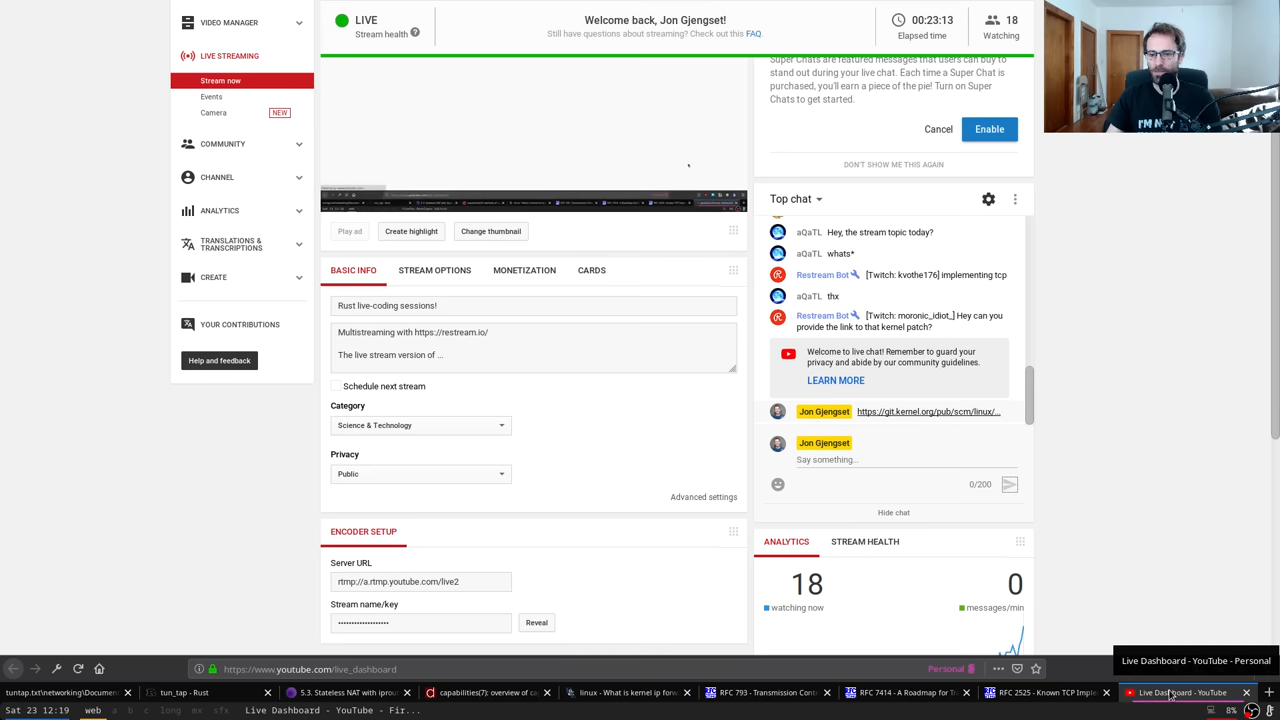 VIDEO MANAGER
LIVE STREAMING
Stream now
Events
Camera NEW
COMMUNITY
CHANNEL
ANALYTICS
TRANSLATIONS &
TRANSCRIPTIONS
CREATE
YOUR CONTRIBUTIONS
Help and feedback
LIVE
Stream health ?
Welcome back, Jon Gjengset!
Still have questions about streaming? Check out this FAQ.
00:23:13
Elapsed time
18
Watching
Play ad
Create highlight
Change thumbnail
BASIC INFO
STREAM OPTIONS
MONETIZATION
CARDS
Rust live-coding sessions!
Multistreaming with https://restream.io/
The live stream version of ...
Schedule next stream
Category
Science & Technology
Privacy
Public
Advanced settings
ENCODER SETUP
Server URL
rtmp://a.rtmp.youtube.com/live2
Stream name/key
•••••••••••••••••••
Reveal
Super Chats are featured messages that users can buy to
stand out during your live chat. Each time a Super Chat is
purchased, you'll earn a piece of the pie! Turn on Super
Chats to get started.
Cancel
Enable
DON'T SHOW ME THIS AGAIN
Top chat
aQaTL Hey, the stream topic today?
aQaTL whats*
Restream Bot [Twitch: kvothe176] implementing tcp
aQaTL thx
Restream Bot [Twitch: moronic_idiot_] Hey can you
provide the link to that kernel patch?
Welcome to live chat! Remember to guard your
privacy and abide by our community guidelines.
LEARN MORE
Jon Gjengset https://git.kernel.org/pub/scm/linux/...
Jon Gjengset
Say something...
0/200
Hide chat
ANALYTICS
STREAM HEALTH
18
watching now
0
messages/min
I'M N
Live Dashboard - YouTube - Personal
https://www.youtube.com/live_dashboard
Personal
tuntap.txt\networking\Document
tun_tap - Rust
5.3. Stateless NAT with iprout
capabilities(7): overview of ca
linux - What is kernel ip forw
RFC 793 - Transmission Contr
RFC 7414 - A Roadmap for Tr
RFC 2525 - Known TCP Imple
Live Dashboard - YouTube
Sat 23 12:19 web a b c long mx sfx Live Dashboard - YouTube - Fir...
8%